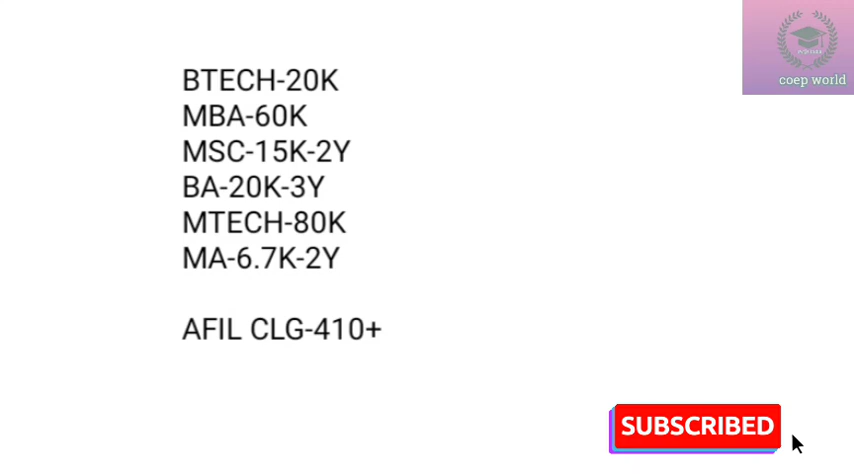 coep world
BTECH-20K
MBA-60K
MSC-15K-2Y
BA-20K-3Y
MTECH-80K
MA-6.7K-2Y
AFIL CLG-410+
SUBSCRIBED